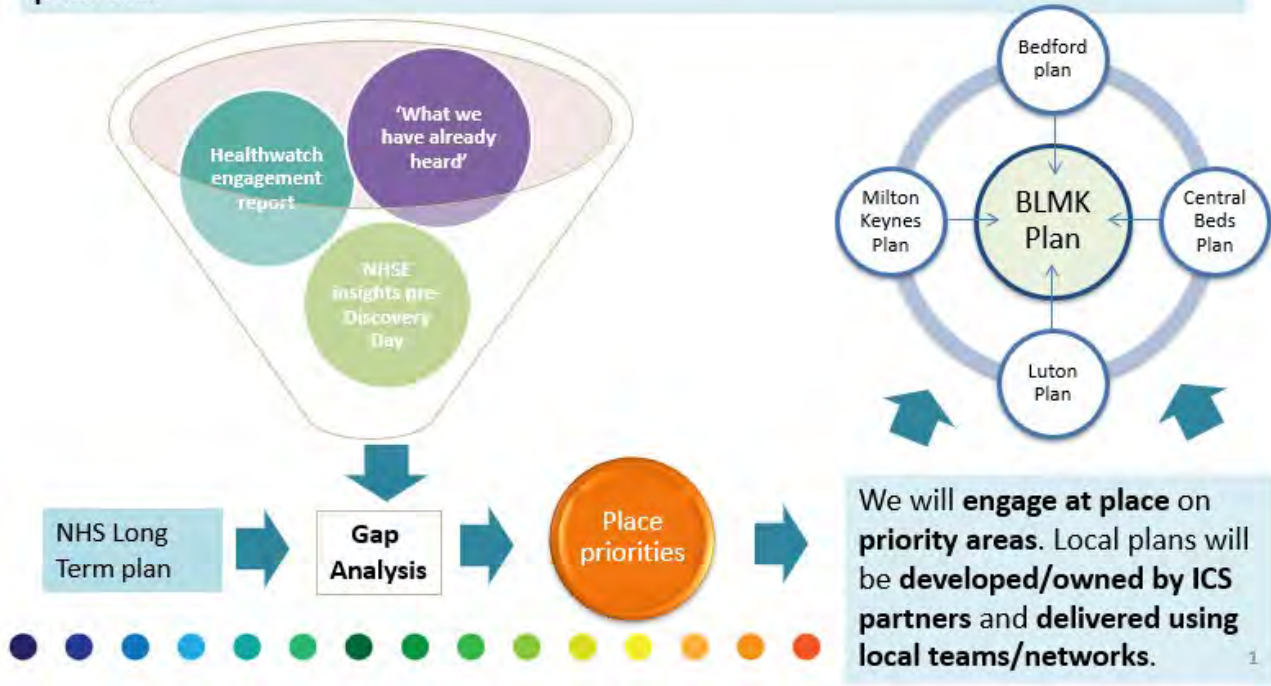 Healthwatch
engagement
report
‘What we
have already
heard’
NHSE
insights pre-
Discovery
Day
Bedford
plan
Milton
Keynes
Plan
BLMK
Plan
Central
Beds
Plan
Luton
Plan
NHS Long
Term plan
Gap
Analysis
Place
priorities
We will engage at place on
priority areas. Local plans will
be developed/owned by ICS
partners and delivered using
local teams/networks.
1